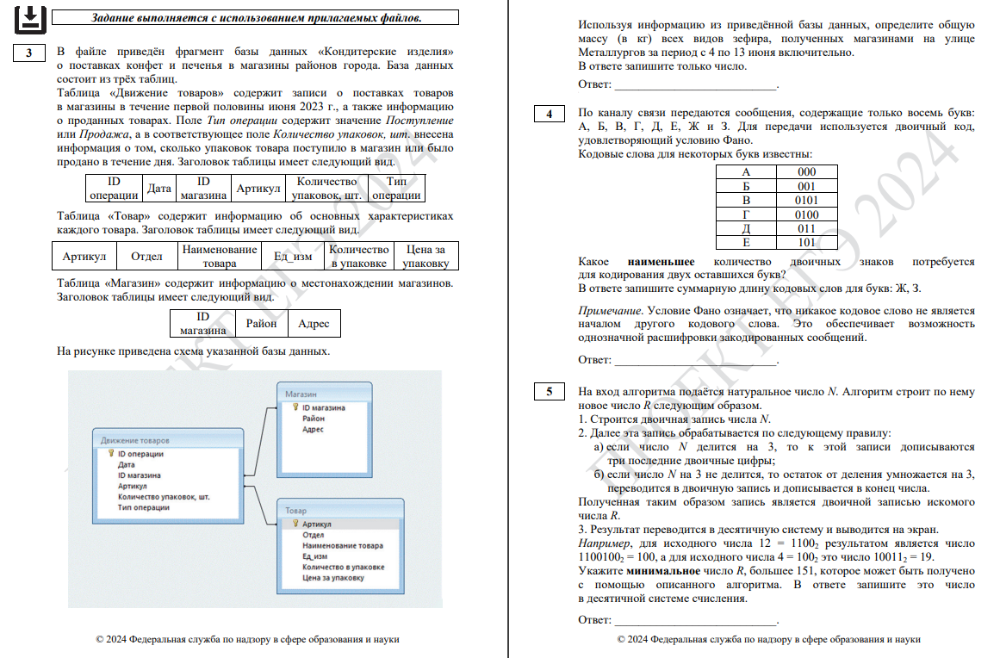 Задание выполняется с использованием прилагаемых файлов.
3
В файле приведён фрагмент базы данных «Кондитерские изделия»
о поставках конфет и печенья в магазины районов города. База данных
состоит из трёх таблиц.
Таблица «Движение товаров» содержит записи о поставках товаров
в магазины в течение первой половины июня 2023 г., а также информацию
о проданных товарах. Поле Тип операции содержит значение Поступление
или Продажа, а в соответствующее поле Количество упаковок, шт. внесена
информация о том, сколько упаковок товара поступило в магазин или было
продано в течение дня. Заголовок таблицы имеет следующий вид.
ID операции Дата ID магазина Артикул Количество упаковок, шт. Тип операции
Таблица «Товар» содержит информацию об основных характеристиках
каждого товара. Заголовок таблицы имеет следующий вид.
Артикул Отдел Наименование товара Ед_изм Количество в упаковке Цена за упаковку
Таблица «Магазин» содержит информацию о местонахождении магазинов.
Заголовок таблицы имеет следующий вид.
ID магазина Район Адрес
На рисунке приведена схема указанной базы данных.
Магазин
ID магазина
Район
Адрес
Движение товаров
ID операции
Дата
ID магазина
Артикул
Количество упаковок, шт.
Тип операции
Товар
Артикул
Отдел
Наименование товара
Ед_изм
Количество в упаковке
Цена за упаковку
© 2024 Федеральная служба по надзору в сфере образования и науки
Используя информацию из приведённой базы данных, определите общую
массу (в кг) всех видов зефира, полученных магазинами на улице
Металлургов за период с 4 по 13 июня включительно.
В ответе запишите только число.
Ответ: ___________________________.
4
По каналу связи передаются сообщения, содержащие только восемь букв:
А, Б, В, Г, Д, Е, Ж и З. Для передачи используется двоичный код,
удовлетворяющий условию Фано.
Кодовые слова для некоторых букв известны:
А 000
Б 001
В 0101
Г 0100
Д 011
Е 101
Какое наименьшее количество двоичных знаков потребуется
для кодирования двух оставшихся букв?
В ответе запишите суммарную длину кодовых слов для букв: Ж, З.
Примечание. Условие Фано означает, что никакое кодовое слово не является
началом другого кодового слова. Это обеспечивает возможность
однозначной расшифровки закодированных сообщений.
Ответ: ___________________________.
5
На вход алгоритма подаётся натуральное число N. Алгоритм строит по нему
новое число R следующим образом.
1. Строится двоичная запись числа N.
2. Далее эта запись обрабатывается по следующему правилу:
а) если число N делится на 3, то к этой записи дописываются
три последние двоичные цифры;
б) если число N на 3 не делится, то остаток от деления умножается на 3,
переводится в двоичную запись и дописывается в конец числа.
Полученная таким образом запись является двоичной записью искомого
числа R.
3. Результат переводится в десятичную систему и выводится на экран.
Например, для исходного числа 12 = 1100₂ результатом является число
1100100₂ = 100, а для исходного числа 4 = 100₂ это число 10011₂ = 19.
Укажите минимальное число R, большее 151, которое может быть получено
с помощью описанного алгоритма. В ответе запишите это число
в десятичной системе счисления.
Ответ: ___________________________.
© 2024 Федеральная служба по надзору в сфере образования и науки
ПРОЕКТ ЕГЭ 2024
ПРОЕКТ ЕГЭ 2024